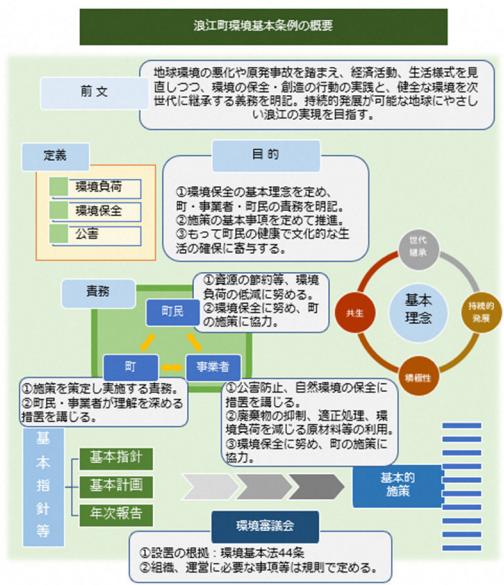 浪江町環境基本条例の概要
前文
地球環境の悪化や原発事故を踏まえ、経済活動、生活様式を見
直しつつ、環境の保全・創造の行動の実践と、健全な環境を次
世代に継承する義務を明記。持続的発展が可能な地球にやさし
い浪江の実現を目指す。
定義
環境負荷
環境保全
公害
目的
①環境保全の基本理念を定め、
町・事業者・町民の責務を明記。
②施策の基本事項を定めて推進。
③もって町民の健康で文化的な生
活の確保に寄与する。
基本
理念
世代
継承
持続的
発展
積極性
共生
責務
町民
町
事業者
①資源の節約等、環境
負荷の低減に努める。
②環境保全に努め、町
の施策に協力。
①施策を策定し実施する責務。
②町民・事業者が理解を深める
措置を講じる。
①公害防止、自然環境の保全に
措置を講じる。
②廃棄物の抑制、適正処理、環
境負荷を減じる原材料等の利用。
③環境保全に努め、町の施策に
協力。
基本指針等
基本指針
基本計画
年次報告
基本的
施策
環境審議会
①設置の根拠：環境基本法44条
②組織、運営に必要な事項等は規則で定める。